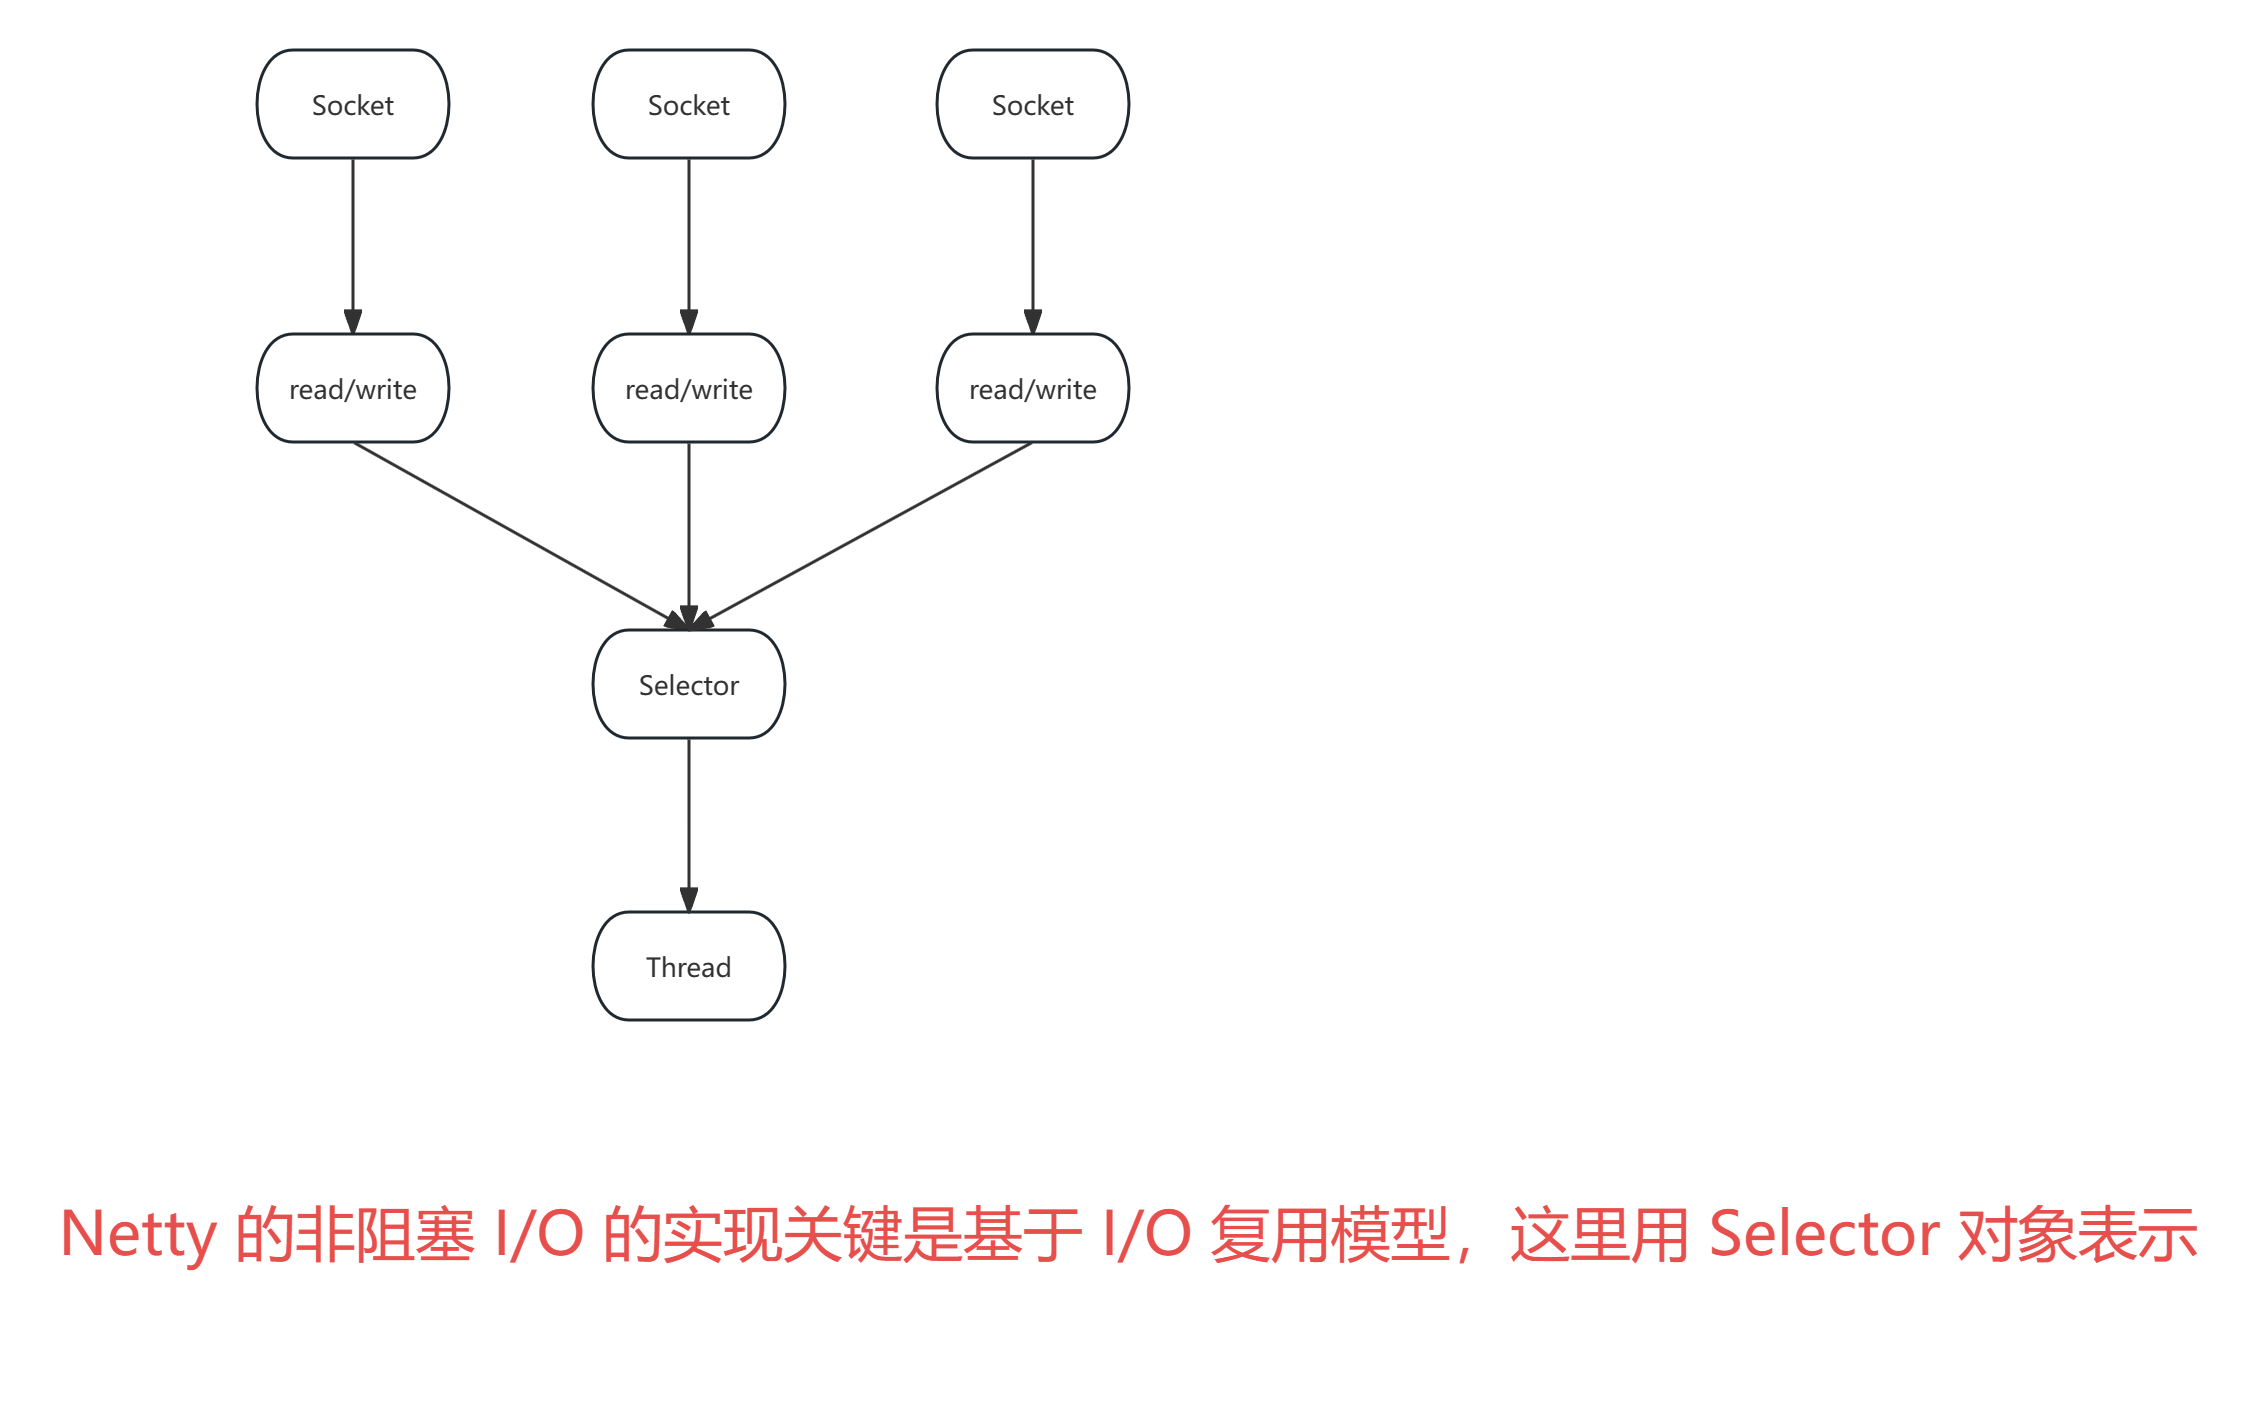 Socket Socket Socket
read/write read/write read/write
Selector
Thread
Netty 的非阻塞 I/O 的实现关键是基于 I/O 复用模型，这里用 Selector 对象表示